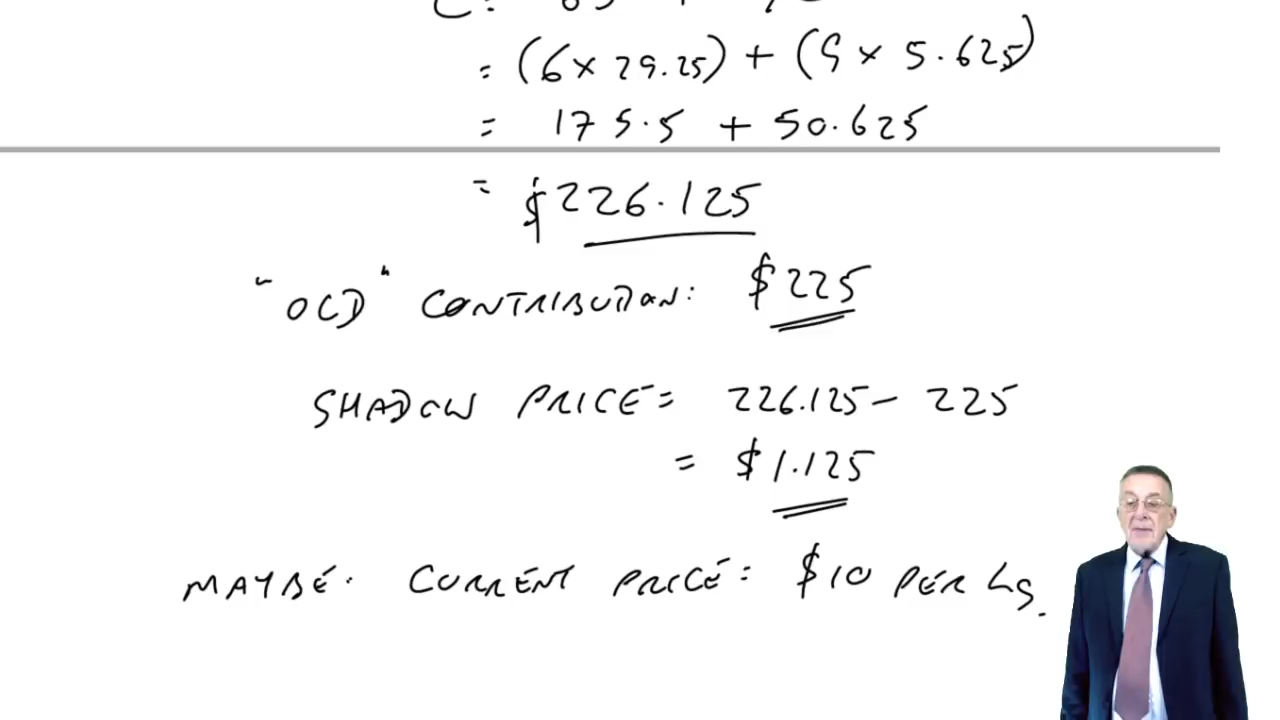 = (6 × 29.25) + (9 × 5.625)
= 175.5 + 50.625
= $226.125
"OLD" CONTRIBUTION: $225
SHADOW PRICE = 226.125 - 225
= $1.125
MAYBE: CURRENT PRICE: $10 PER kg.